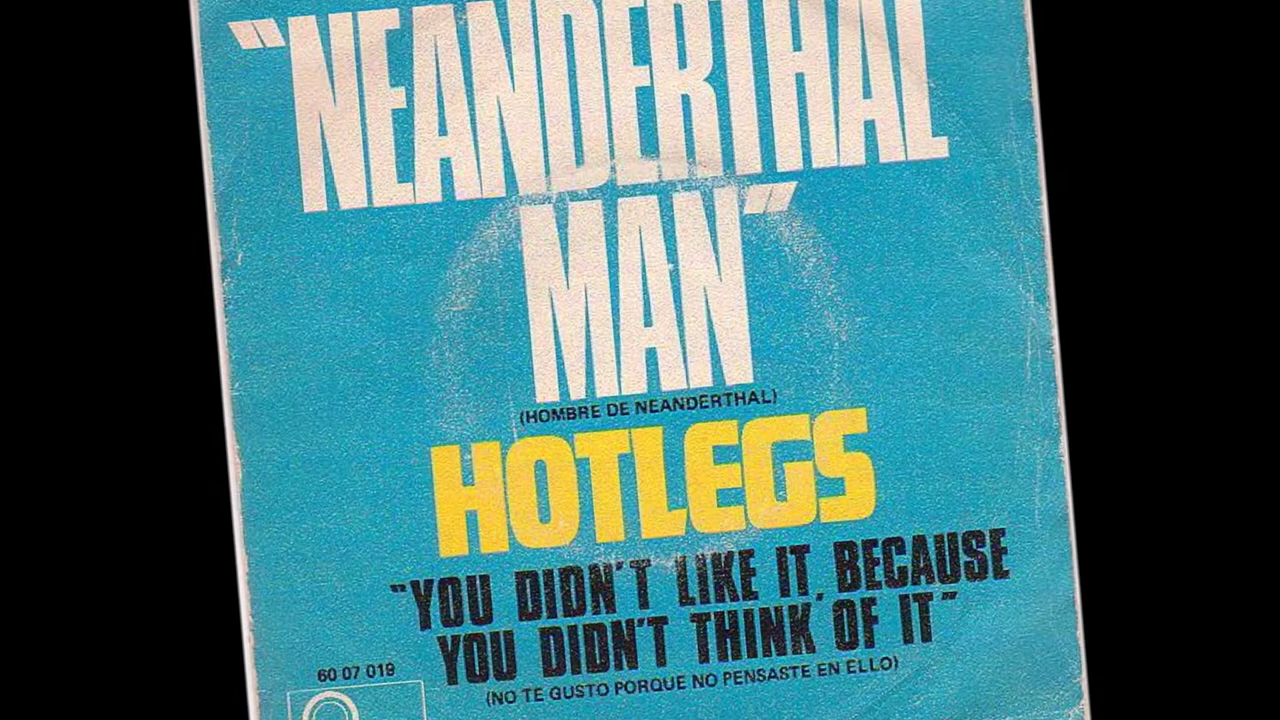 "NEANDERTHAL
MAN"
(HOMBRE DE NEANDERTHAL)
HOTLEGS
"YOU DIDN'T LIKE IT, BECAUSE
YOU DIDN'T THINK OF IT"
(NO TE GUSTO PORQUE NO PENSASTE EN ELLO)
60 07 019